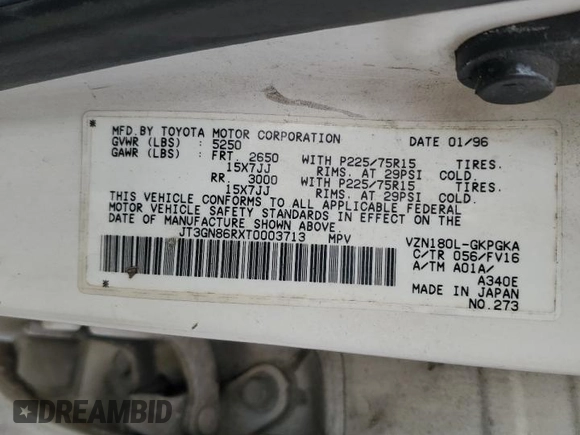 MFD.BY TOYOTA MOTOR CORPORATION DATE 01/96
GVWR (LBS) : 5250
GAWR (LBS) : FRT. 2650 WITH P225/75R15 TIRES.
15X7JJ RIMS. AT 29PSI COLD.
RR. 3000 WITH P225/75R15 TIRES.
15X7JJ RIMS. AT 29PSI COLD.
THIS VEHICLE CONFORMS TO ALL APPLICABLE FEDERAL
MOTOR VEHICLE SAFETY STANDARDS IN EFFECT ON THE
DATE OF MANUFACTURE SHOWN ABOVE.
JT3GN86RXT0003713 MPV VZN180L-GKPGKA
C/TR 056/FV16
A/TM A01A/
A340E
MADE IN JAPAN
NO.273
DREAMBID